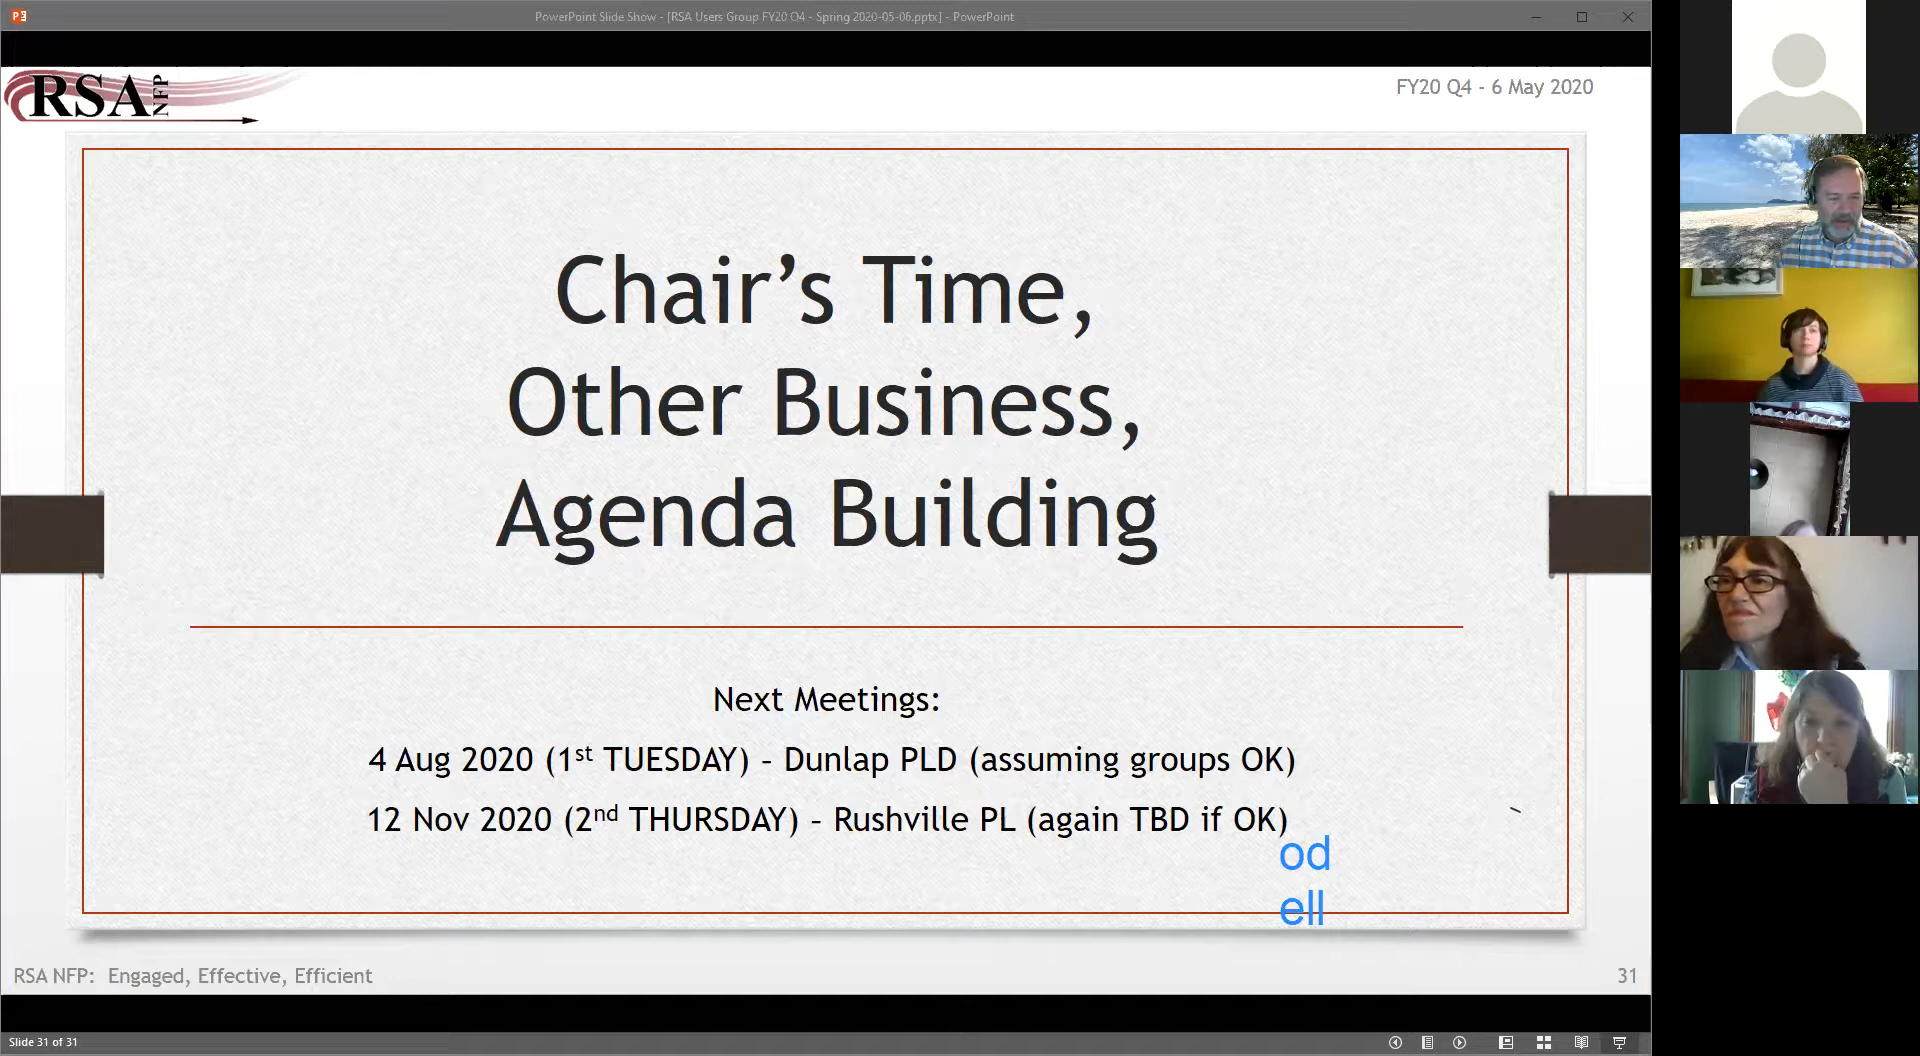 PowerPoint Slide Show - [RSA Users Group FY20 Q4 - Spring 2020-05-06.pptx] - PowerPoint
RSA NFP
FY20 Q4 - 6 May 2020
Chair’s Time,
Other Business,
Agenda Building
Next Meetings:
4 Aug 2020 (1st TUESDAY) – Dunlap PLD (assuming groups OK)
12 Nov 2020 (2nd THURSDAY) – Rushville PL (again TBD if OK)
od
ell
RSA NFP: Engaged, Effective, Efficient
31
Slide 31 of 31